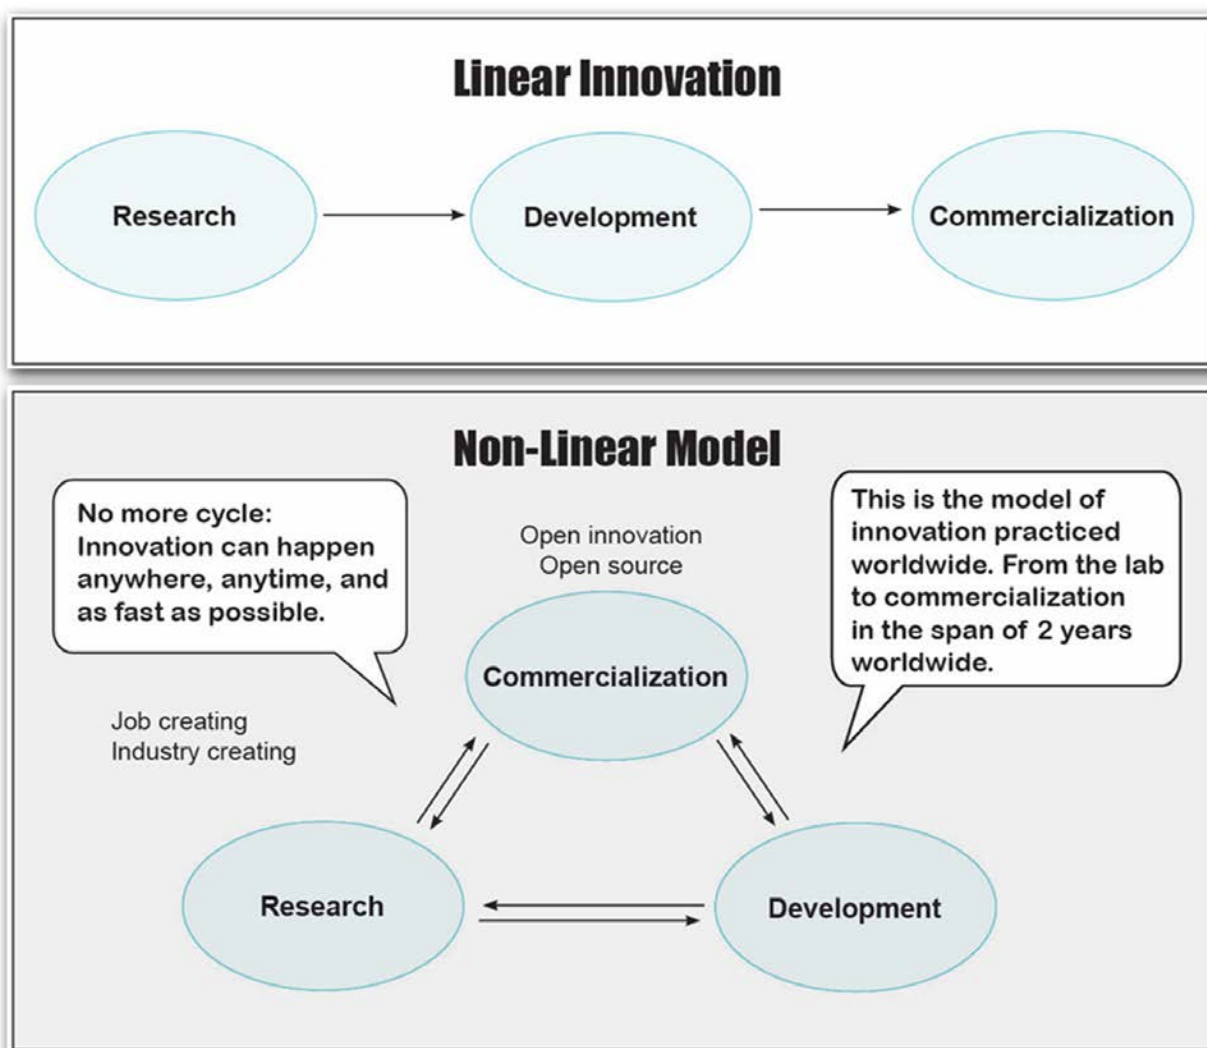 Linear Innovation
Research
Development
Commercialization
Non-Linear Model
No more cycle:
Innovation can happen
anywhere, anytime, and
as fast as possible.
Open innovation
Open source
This is the model of
innovation practiced
worldwide. From the lab
to commercialization
in the span of 2 years
worldwide.
Commercialization
Job creating
Industry creating
Research
Development